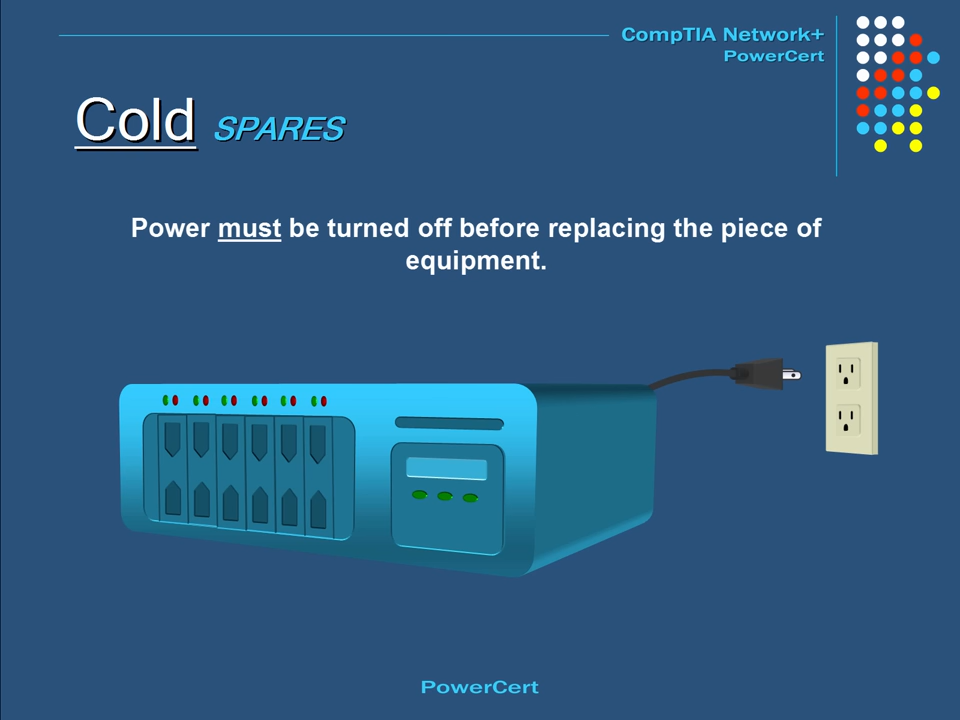 CompTIA Network+
PowerCert
Cold SPARES
Power must be turned off before replacing the piece of
equipment.
PowerCert